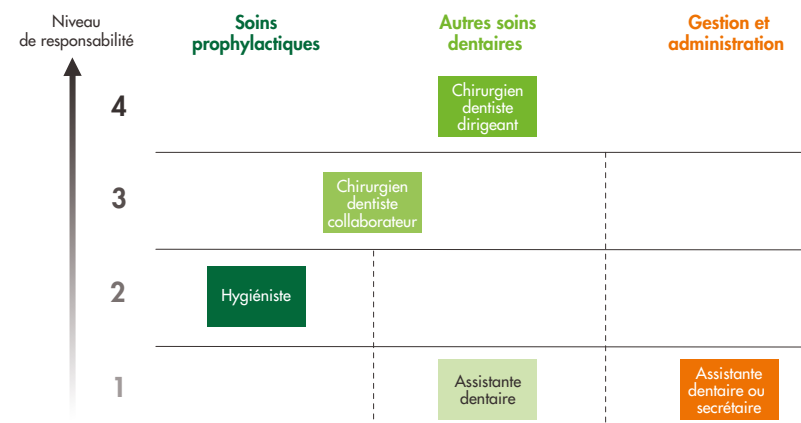 Niveau
de responsabilité
Soins
prophylactiques
Autres soins
dentaires
Gestion et
administration
4
Chirurgien
dentiste
dirigeant
3
Chirurgien
dentiste
collaborateur
2
Hygiéniste
1
Assistante
dentaire
Assistante
dentaire ou
secrétaire